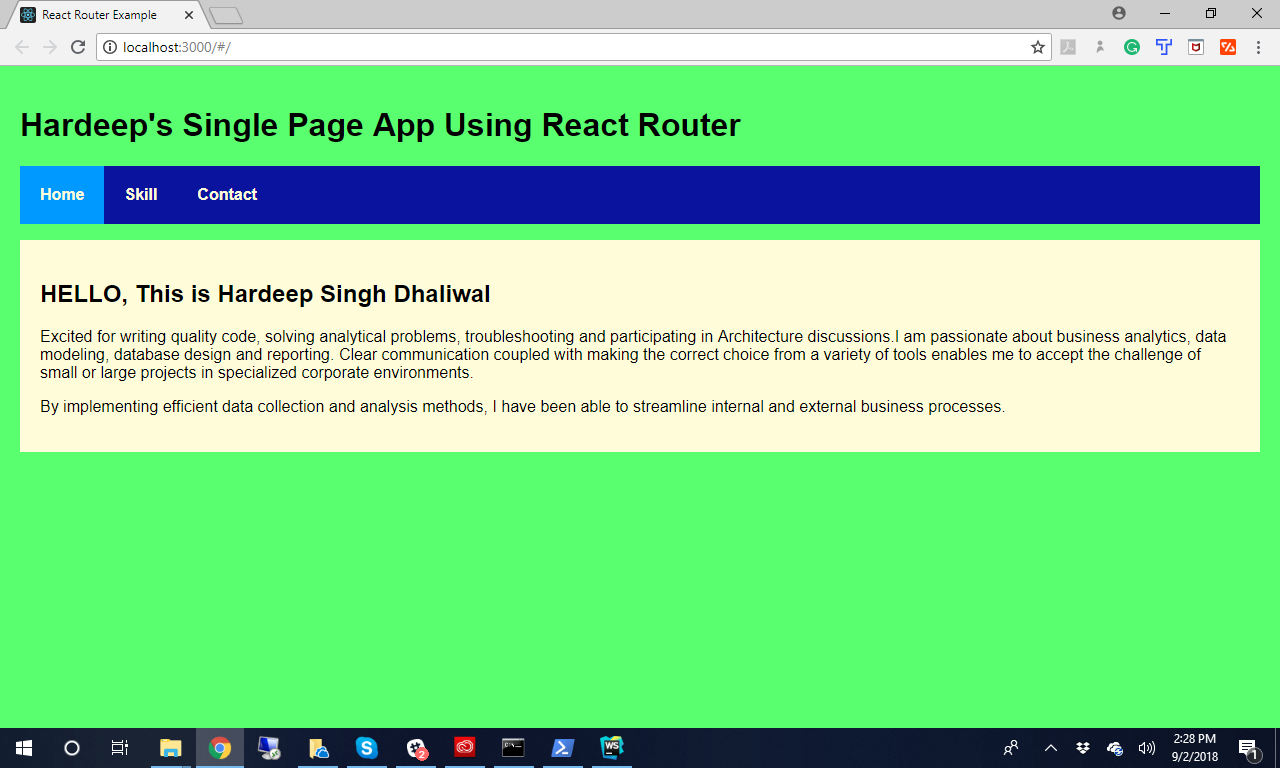 React Router Example
localhost:3000/#/
Hardeep's Single Page App Using React Router
Home Skill Contact
HELLO, This is Hardeep Singh Dhaliwal
Excited for writing quality code, solving analytical problems, troubleshooting and participating in Architecture discussions.I am passionate about business analytics, data
modeling, database design and reporting. Clear communication coupled with making the correct choice from a variety of tools enables me to accept the challenge of
small or large projects in specialized corporate environments.
By implementing efficient data collection and analysis methods, I have been able to streamline internal and external business processes.
2
WS
2:28 PM
9/2/2018
1